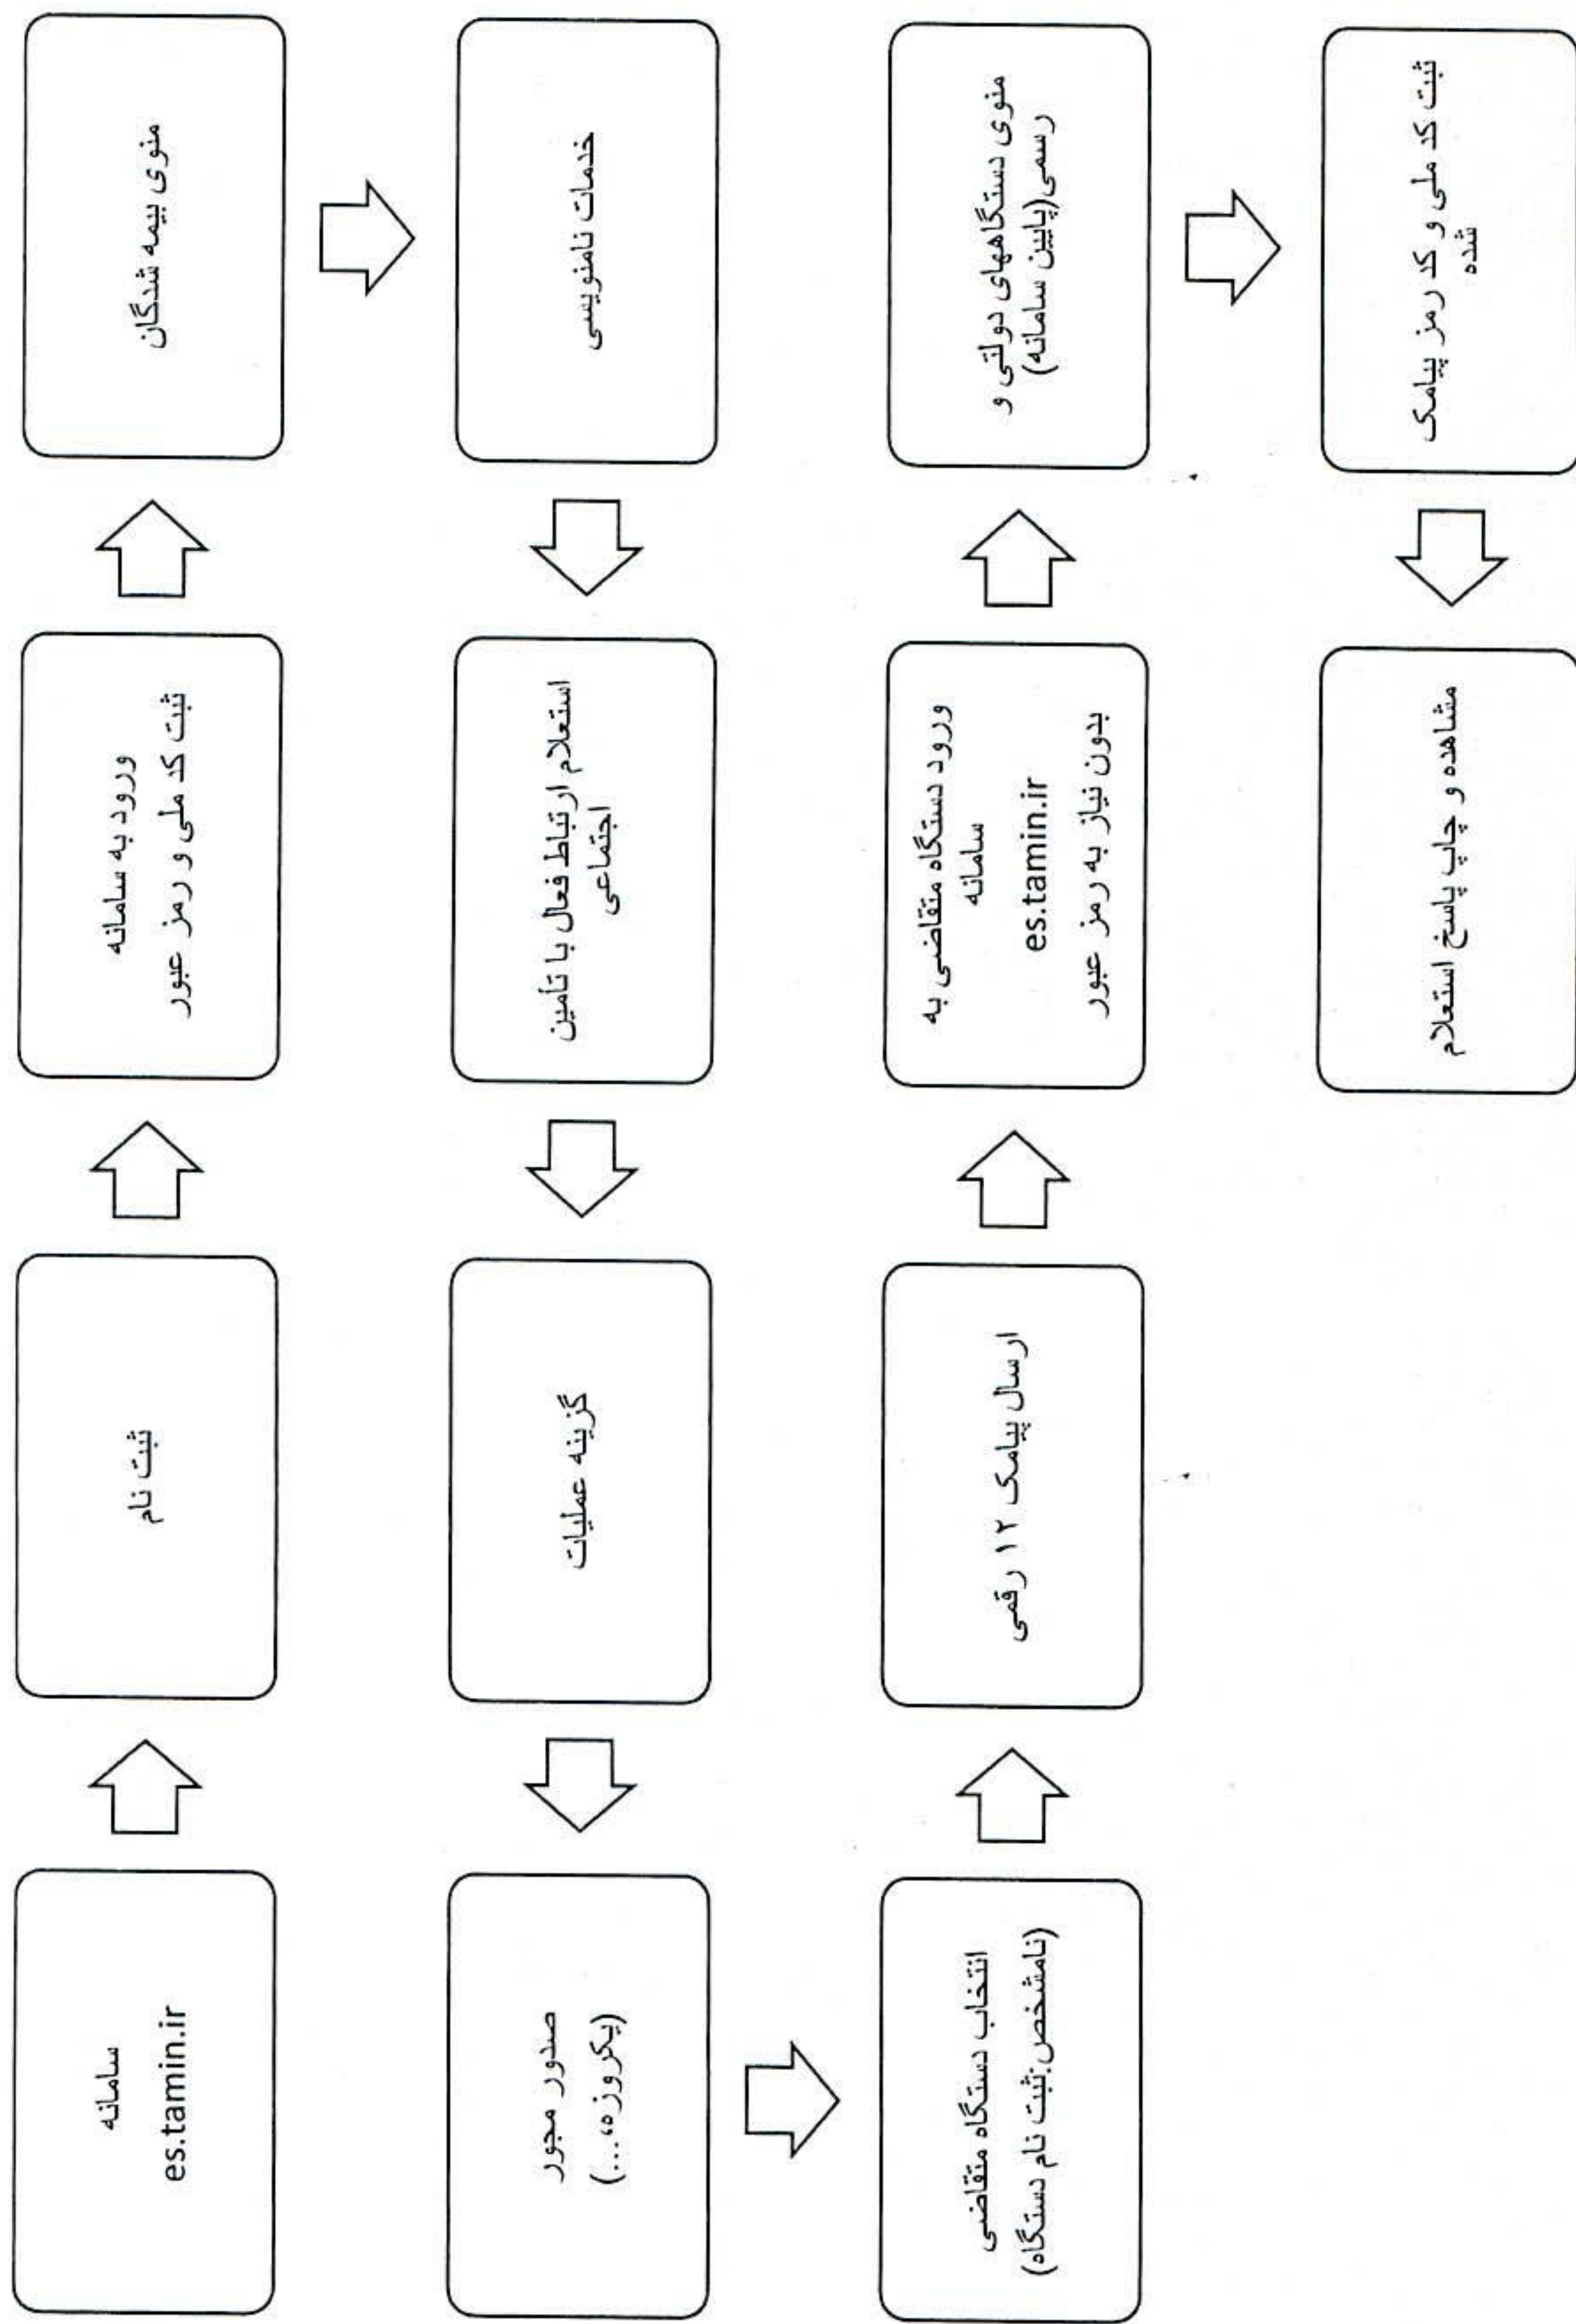 سامانه
es.tamin.ir
ثبت نام
ورود به سامانه
ثبت کد ملی و رمز عبور
منوی بیمه شدگان
خدمات نامنویسی
استعلام ارتباط فعال با تأمین
اجتماعی
گزینه عملیات
صدور مجور
(یکروزه،...)
انتخاب دستگاه متقاضی
(نامشخص:ثبت نام دستگاه)
ارسال پیامک ۱۲ رقمی
ورود دستگاه متقاضی به
سامانه
es.tamin.ir
بدون نیاز به رمز عبور
منوی دستگاههای دولتی و
رسمی(پایین سامانه)
ثبت کد ملی و کد رمز پیامک
شده
مشاهده و چاپ پاسخ استعلام